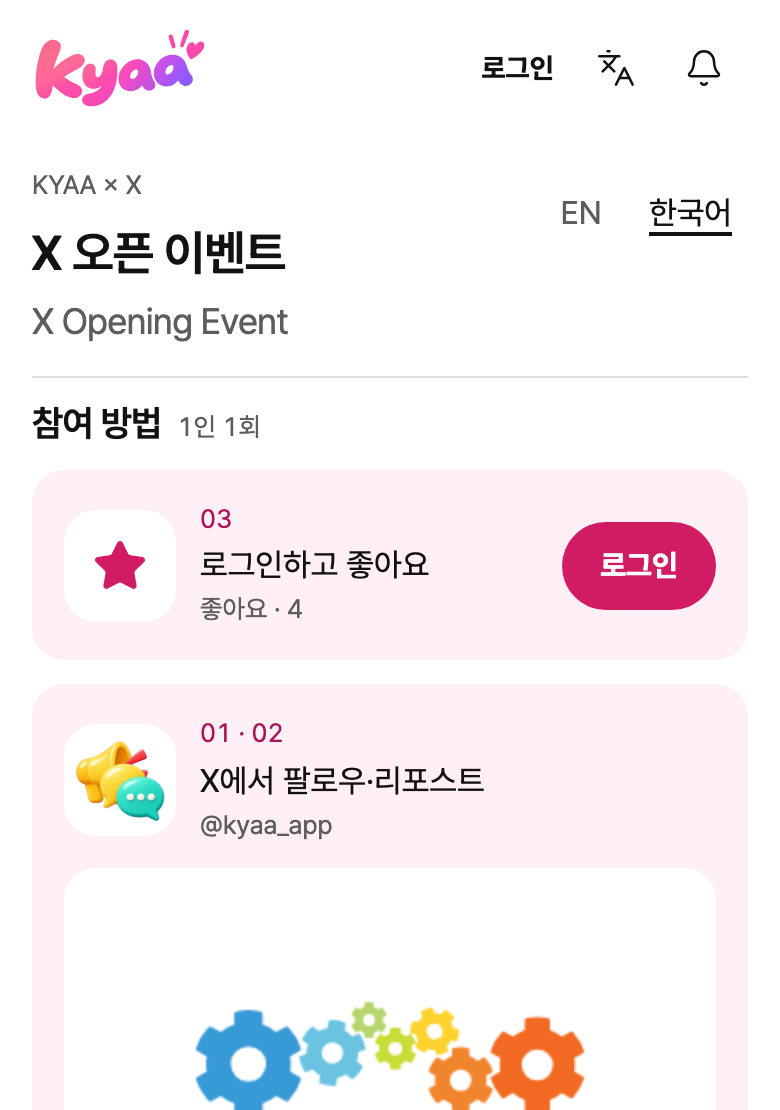 kyaa
로그인
KYAA × X
EN 한국어
X 오픈 이벤트
X Opening Event
참여 방법 1인 1회
03
로그인하고 좋아요
좋아요 · 4
로그인
01 · 02
X에서 팔로우·리포스트
@kyaa_app